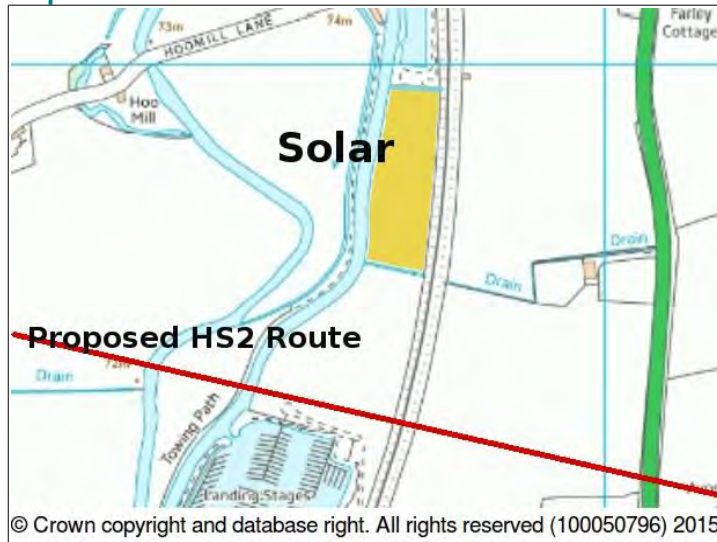 73m
74m
HOOMILL LANE
Farley
Cottage
Hoo
Mill
Solar
Drain
Drain
Proposed HS2 Route
72m
Drain
Towing Path
Landing Stages
© Crown copyright and database right. All rights reserved (100050796) 2015